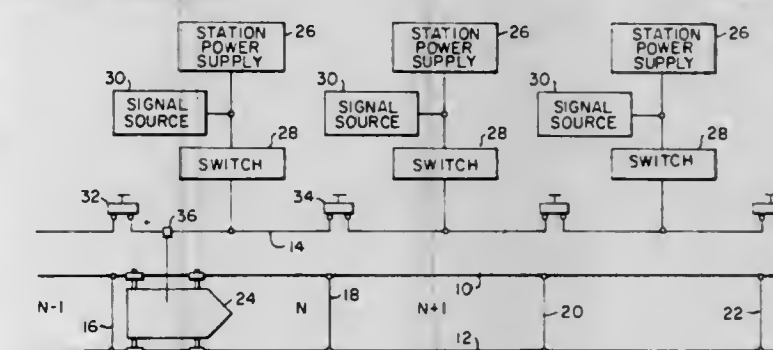 STATION POWER SUPPLY
26
STATION POWER SUPPLY
26
STATION POWER SUPPLY
26
30
SIGNAL SOURCE
30
SIGNAL SOURCE
30
SIGNAL SOURCE
28
SWITCH
28
SWITCH
28
SWITCH
32
36
34
14
N-1
16
24
N
18
N+1
10
12
20
22